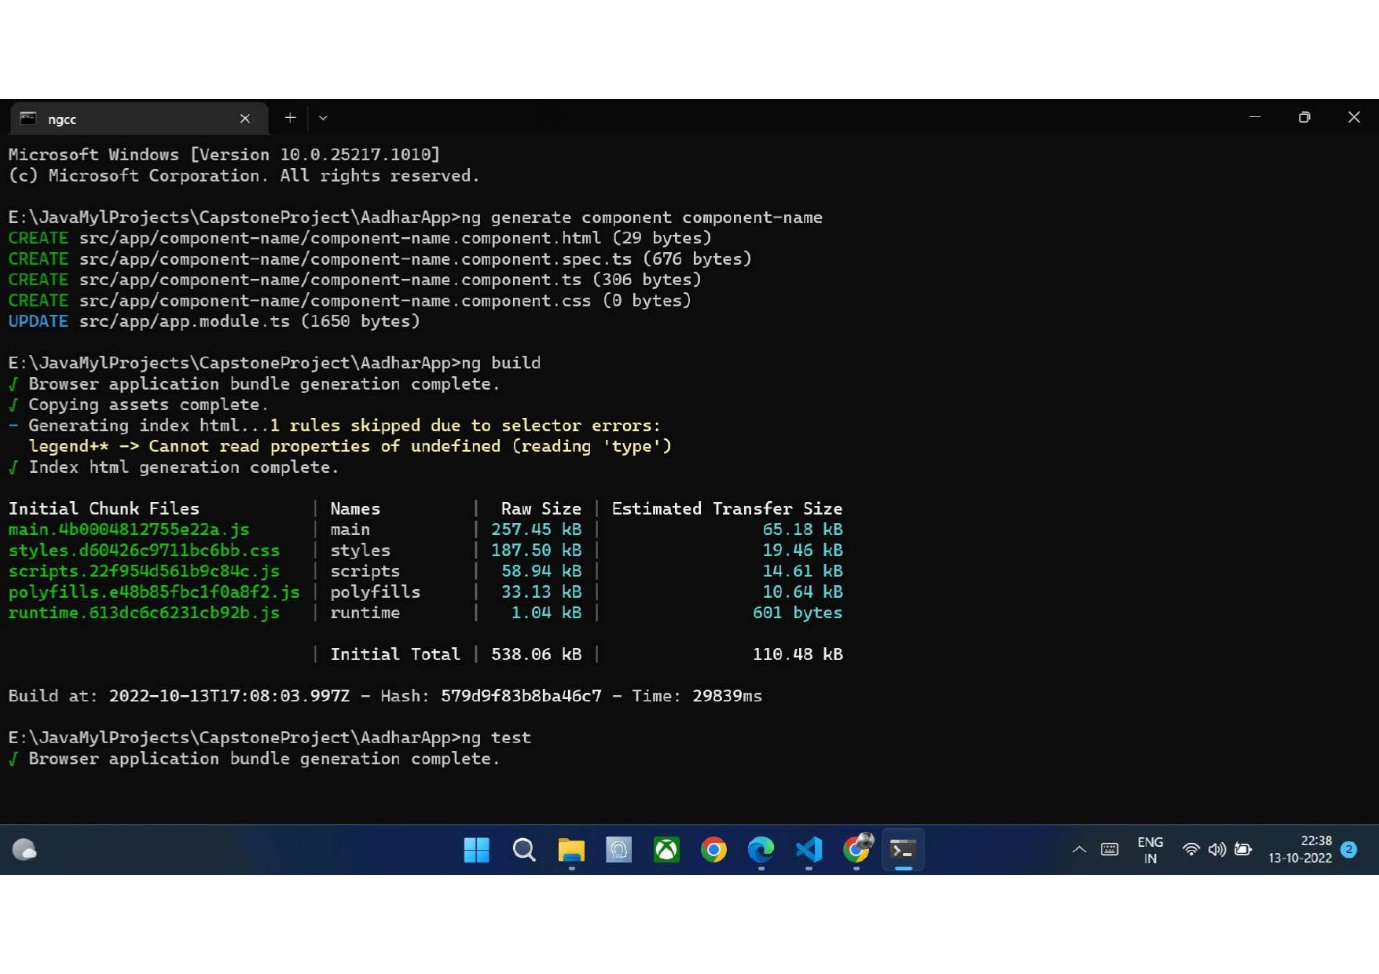 ngcc
Microsoft Windows [Version 10.0.25217.1010]
(c) Microsoft Corporation. All rights reserved.
E:\JavaMylProjects\CapstoneProject\AadharApp>ng generate component component-name
CREATE src/app/component-name/component-name.component.html (29 bytes)
CREATE src/app/component-name/component-name.component.spec.ts (676 bytes)
CREATE src/app/component-name/component-name.component.ts (306 bytes)
CREATE src/app/component-name/component-name.component.css (0 bytes)
UPDATE src/app/app.module.ts (1650 bytes)
E:\JavaMylProjects\CapstoneProject\AadharApp>ng build
√ Browser application bundle generation complete.
√ Copying assets complete.
- Generating index html...1 rules skipped due to selector errors:
legend+* -> Cannot read properties of undefined (reading 'type')
√ Index html generation complete.
Initial Chunk Files | Names | Raw Size | Estimated Transfer Size
main.4b0004812755e22a.js | main | 257.45 kB | 65.18 kB
styles.d60426c9711bc6bb.css | styles | 187.50 kB | 19.46 kB
scripts.22f954d561b9c84c.js | scripts | 58.94 kB | 14.61 kB
polyfills.e48b85fbc1f0a8f2.js | polyfills | 33.13 kB | 10.64 kB
runtime.613dc6c6231cb92b.js | runtime | 1.04 kB | 601 bytes
| Initial Total | 538.06 kB | 110.48 kB
Build at: 2022-10-13T17:08:03.997Z - Hash: 579d9f83b8ba46c7 - Time: 29839ms
E:\JavaMylProjects\CapstoneProject\AadharApp>ng test
√ Browser application bundle generation complete.
ENG 22:38
IN 13-10-2022 2